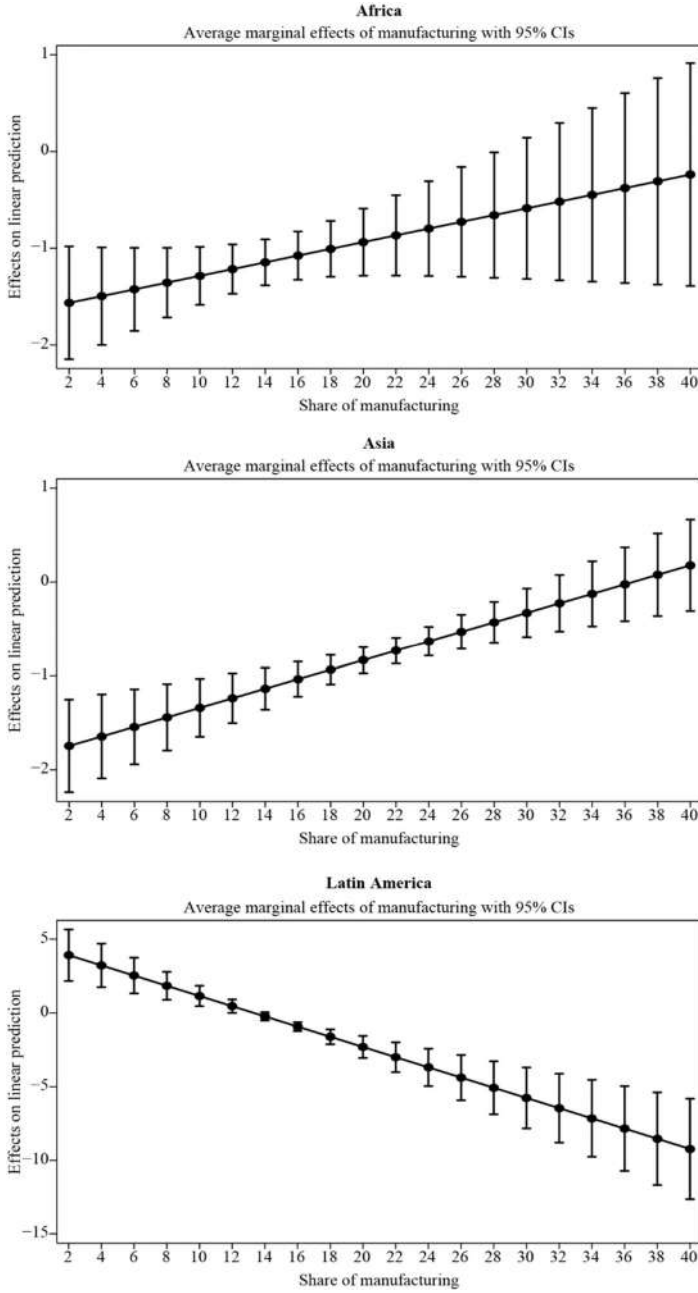 Africa
Average marginal effects of manufacturing with 95% CIs
Effects on linear prediction
1
0
−1
−2
2 4 6 8 10 12 14 16 18 20 22 24 26 28 30 32 34 36 38 40
Share of manufacturing
Asia
Average marginal effects of manufacturing with 95% CIs
Effects on linear prediction
1
0
−1
−2
2 4 6 8 10 12 14 16 18 20 22 24 26 28 30 32 34 36 38 40
Share of manufacturing
Latin America
Average marginal effects of manufacturing with 95% CIs
Effects on linear prediction
5
0
−5
−10
−15
2 4 6 8 10 12 14 16 18 20 22 24 26 28 30 32 34 36 38 40
Share of manufacturing